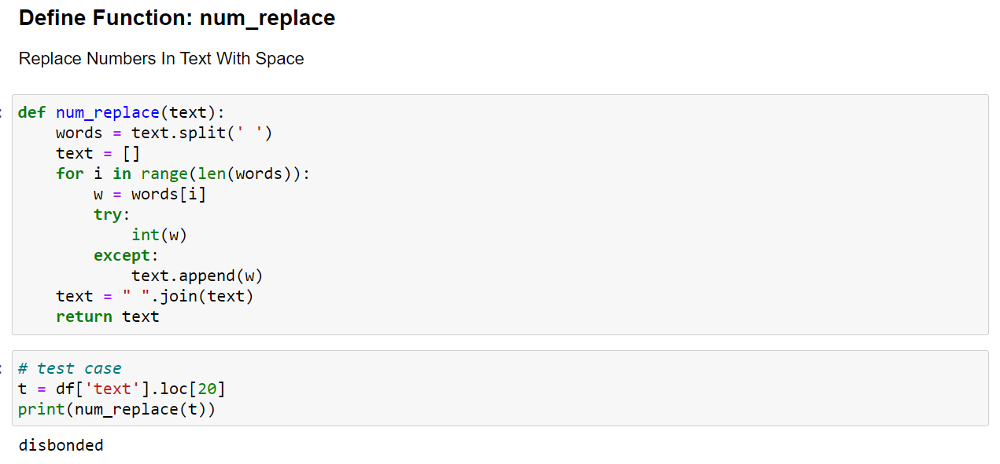 Define Function: num_replace
Replace Numbers In Text With Space
def num_replace(text):
    words = text.split(' ')
    text = []
    for i in range(len(words)):
        w = words[i]
        try:
            int(w)
        except:
            text.append(w)
    text = " ".join(text)
    return text
# test case
t = df['text'].loc[20]
print(num_replace(t))
disbonded